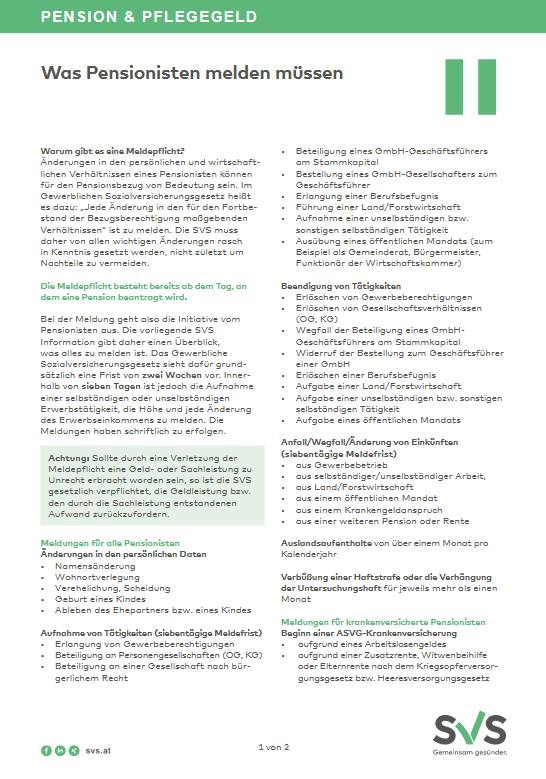 PENSION & PFLEGEGELD
Was Pensionisten melden müssen
Warum gibt es eine Meldepflicht?
Änderungen in den persönlichen und wirtschaft-
lichen Verhältnissen eines Pensionisten können
für den Pensionsbezug von Bedeutung sein. Im
Gewerblichen Sozialversicherungsgesetz heißt
es dazu: „Jede Änderung in den für den Fortbe-
stand der Bezugsberechtigung maßgebenden
Verhältnissen" ist zu melden. Die SVS muss
daher von allen wichtigen Änderungen rasch
in Kenntnis gesetzt werden, nicht zuletzt um
Nachteile zu vermeiden.
Die Meldepflicht besteht bereits ab dem Tag, an
dem eine Pension beantragt wird.
Bei der Meldung geht also die Initiative vom
Pensionisten aus. Die vorliegende SVS
Information gibt daher einen Überblick,
was alles zu melden ist. Das Gewerbliche
Sozialversicherungsgesetz sieht dafür grund-
sätzlich eine Frist von zwei Wochen vor. Inner-
halb von sieben Tagen ist jedoch die Aufnahme
einer selbständigen oder unselbständigen
Erwerbstätigkeit, die Höhe und jede Änderung
des Erwerbseinkommens zu melden. Die
Meldungen haben schriftlich zu erfolgen.
Achtung: Sollte durch eine Verletzung der
Meldepflicht eine Geld- oder Sachleistung zu
Unrecht erbracht worden sein, so ist die SVS
gesetzlich verpflichtet, die Geldleistung bzw.
den durch die Sachleistung entstandenen
Aufwand zurückzufordern.
Meldungen für alle Pensionisten
Änderungen in den persönlichen Daten
• Namensänderung
• Wohnortverlegung
• Verehelichung, Scheidung
• Geburt eines Kindes
• Ableben des Ehepartners bzw. eines Kindes
Aufnahme von Tätigkeiten (siebentägige Meldefrist)
• Erlangung von Gewerbeberechtigungen
• Beteiligung an Personengesellschaften (OG, KG)
• Beteiligung an einer Gesellschaft nach bür-
gerlichem Recht
• Beteiligung eines GmbH-Geschäftsführers
am Stammkapital
• Bestellung eines GmbH-Gesellschafters zum
Geschäftsführer
• Erlangung einer Berufsbefugnis
• Führung einer Land/Forstwirtschaft
• Aufnahme einer unselbständigen bzw.
sonstigen selbständigen Tätigkeit
• Ausübung eines öffentlichen Mandats (zum
Beispiel als Gemeinderat, Bürgermeister,
Funktionär der Wirtschaftskammer)
Beendigung von Tätigkeiten
• Erlöschen von Gewerbeberechtigungen
• Erlöschen von Gesellschaftsverhältnissen
(OG, KG)
• Wegfall der Beteiligung eines GmbH-
Geschäftsführers am Stammkapital
• Widerruf der Bestellung zum Geschäftsführer
einer GmbH
• Erlöschen einer Berufsbefugnis
• Aufgabe einer Land/Forstwirtschaft
• Aufgabe einer unselbständigen bzw. sonstigen
selbständigen Tätigkeit
• Aufgabe eines öffentlichen Mandats
Anfall/Wegfall/Änderung von Einkünften
(siebentägige Meldefrist)
• aus Gewerbebetrieb
• aus selbständiger/unselbständiger Arbeit,
• aus Land/Forstwirtschaft
• aus einem öffentlichen Mandat
• aus einem Krankengeldanspruch
• aus einer weiteren Pension oder Rente
Auslandsaufenthalte von über einem Monat pro
Kalenderjahr
Verbüßung einer Haftstrafe oder die Verhängung
der Untersuchungshaft für jeweils mehr als einen
Monat
Meldungen für krankenversicherte Pensionisten
Beginn einer ASVG-Krankenversicherung
• aufgrund eines Arbeitslosengeldes
• aufgrund einer Zusatzrente, Witwenbeihilfe
oder Elternrente nach dem Kriegsopferversor-
gungsgesetz bzw. Heeresversorgungsgesetz
svs.at
1 von 2
SVS
Gemeinsam gesünder.